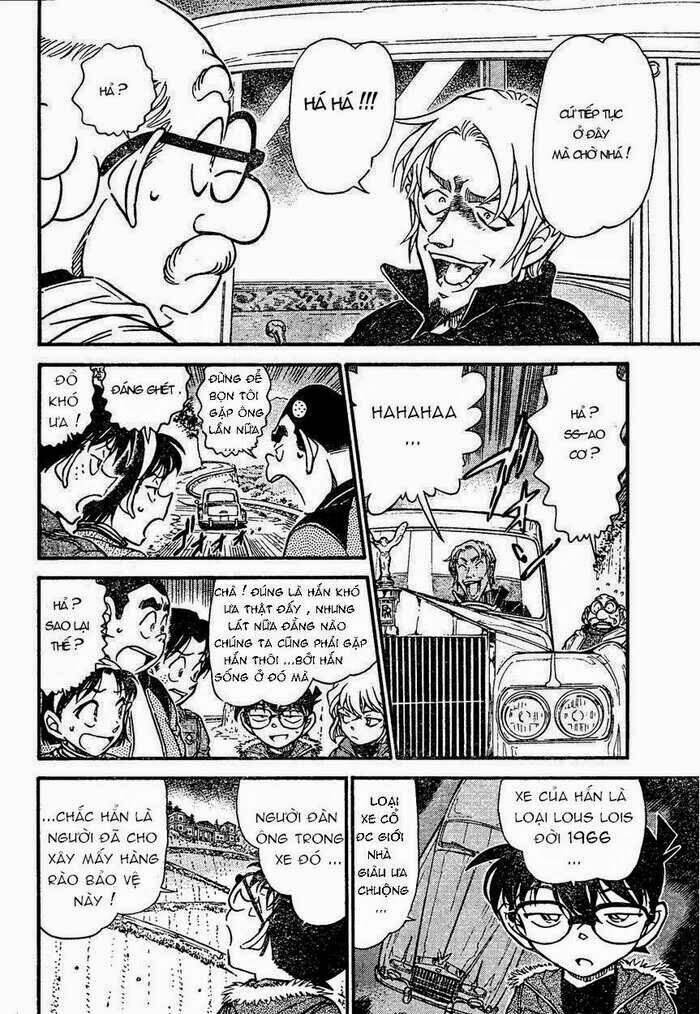 CỨ TIẾP TỤC
Ở ĐÂY
MÀ CHỜ NHÁ !
HÁ HÁ !!!
HẢ ?
HẢ ?
SS-AO
CƠ ?
HAHAHAA
...
ĐỪNG ĐỂ
BỌN TÔI
GẶP ÔNG
LẦN NỮA
ĐÁNG GHÉT .
ĐỒ
KHÓ
ƯA !
CHÀ ! ĐÚNG LÀ HẮN KHÓ
ƯA THẬT ĐẤY , NHƯNG
LÁT NỮA ĐẰNG NÀO
CHÚNG TA CŨNG PHẢI GẶP
HẮN THÔI ...BỞI HẮN
SỐNG Ở ĐÓ MÀ
HẢ ?
SAO LẠI
THẾ ?
XE CỦA HẮN LÀ
LOẠI LOUS LOIS
ĐỜI 1966
...
LOẠI
XE CỔ
ĐC GIỚI
NHÀ
GIÀU ƯA
CHUỘNG
NGƯỜI ĐÀN
ÔNG TRONG
XE ĐÓ ...
...CHẮC HẲN LÀ
NGƯỜI ĐÃ CHO
XÂY MẤY HÀNG
RÀO BẢO VỆ
NÀY !